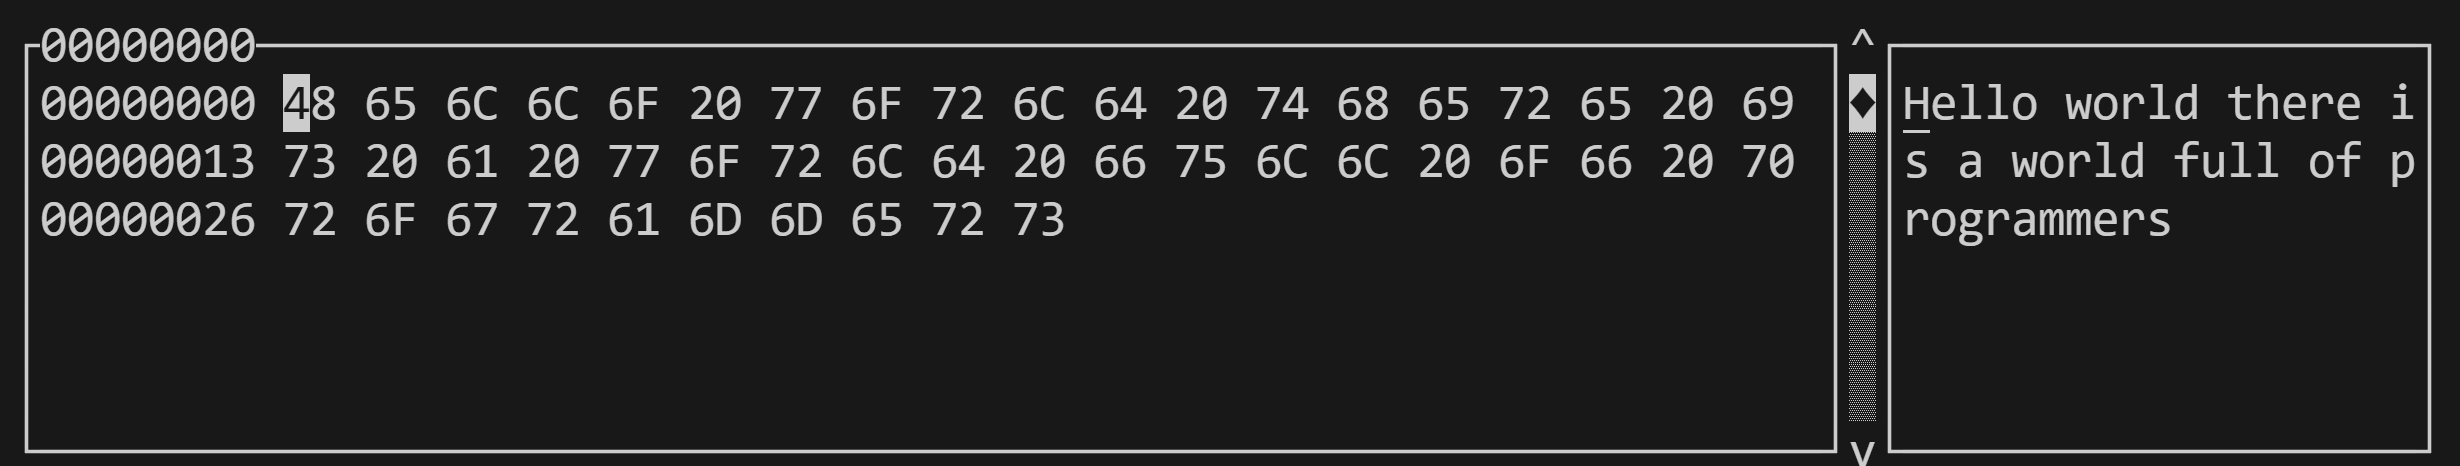 00000000
00000000 48 65 6C 6C 6F 20 77 6F 72 6C 64 20 74 68 65 72 65 20 69
00000013 73 20 61 20 77 6F 72 6C 64 20 66 75 6C 6C 20 6F 66 20 70
00000026 72 6F 67 72 61 6D 6D 65 72 73
Hello world there i
s a world full of p
rogrammers